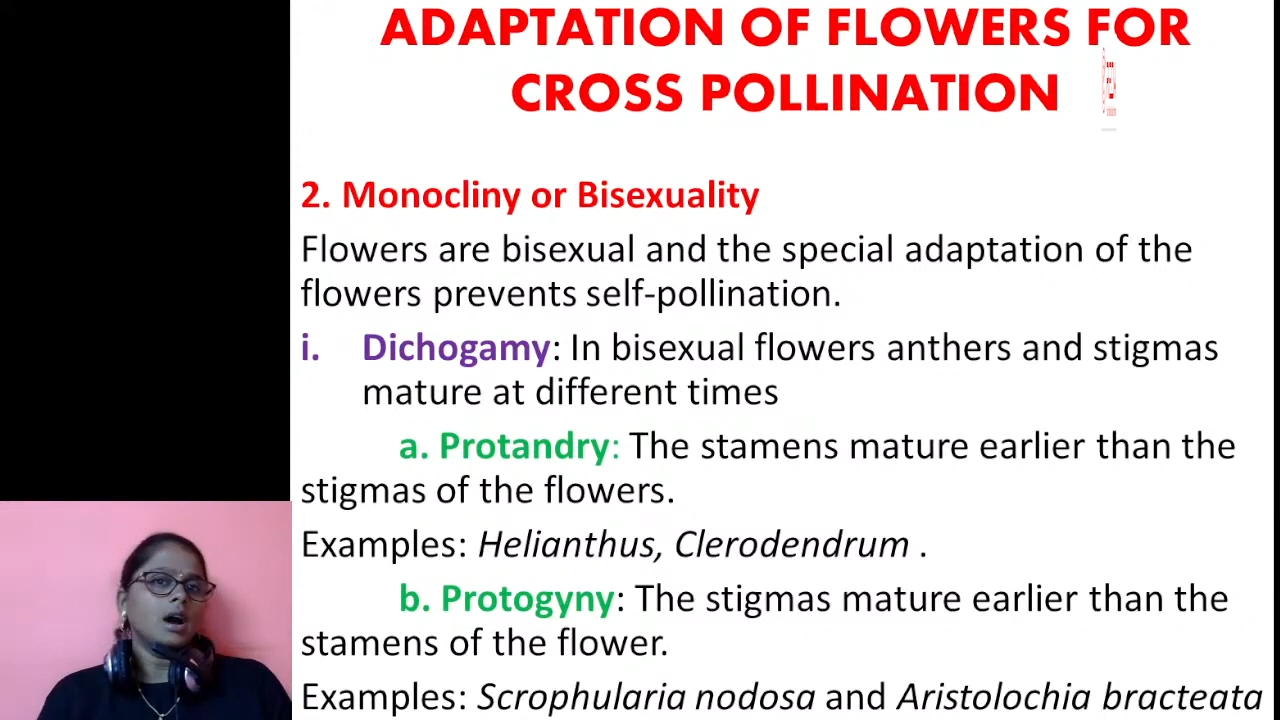 ADAPTATION OF FLOWERS FOR
CROSS POLLINATION
2. Monocliny or Bisexuality
Flowers are bisexual and the special adaptation of the
flowers prevents self-pollination.
i. Dichogamy: In bisexual flowers anthers and stigmas
mature at different times
a. Protandry: The stamens mature earlier than the
stigmas of the flowers.
Examples: Helianthus, Clerodendrum .
b. Protogyny: The stigmas mature earlier than the
stamens of the flower.
Examples: Scrophularia nodosa and Aristolochia bracteata